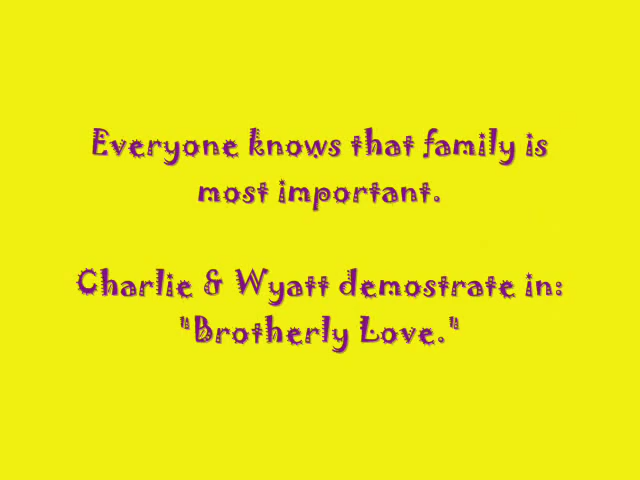 Everyone knows that family is
most important.
Charlie & Wyatt demostrate in:
"Brotherly Love."